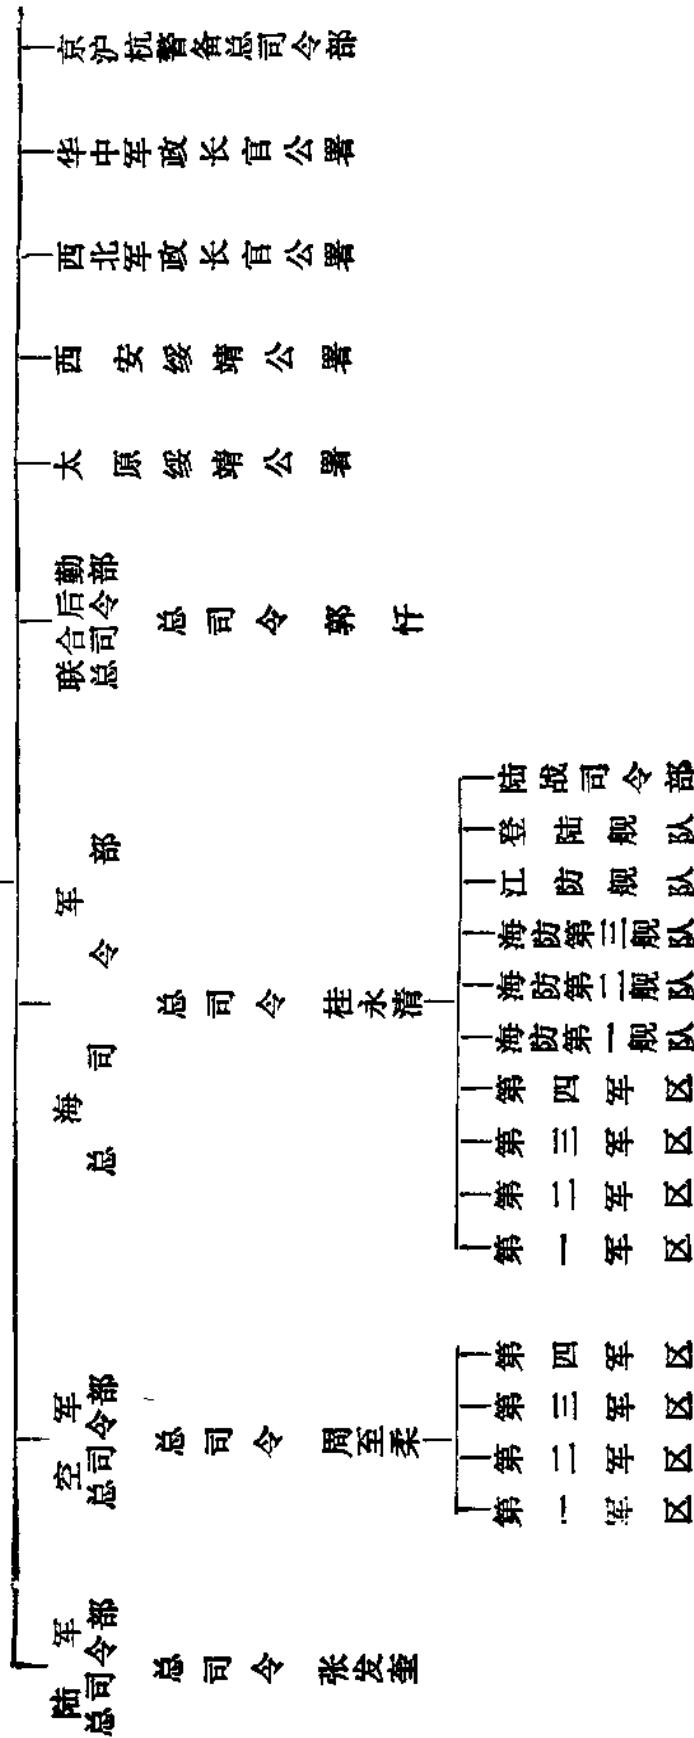 京沪杭警备总司令部
华中军政长官公署
西北军政长官公署
西安绥靖公署
太原绥靖公署
联合后勤
总司令部
总司令 郭忏
海军
总司令部
总司令 桂永清
陆战司令部
登陆舰队
江防舰队
海防第三舰队
海防第二舰队
海防第一舰队
第四军区
第三军区
第二军区
第一军区
空军
总司令部
总司令 周至柔
第四军区
第三军区
第二军区
第一军区
陆军
总司令部
总司令 张发奎